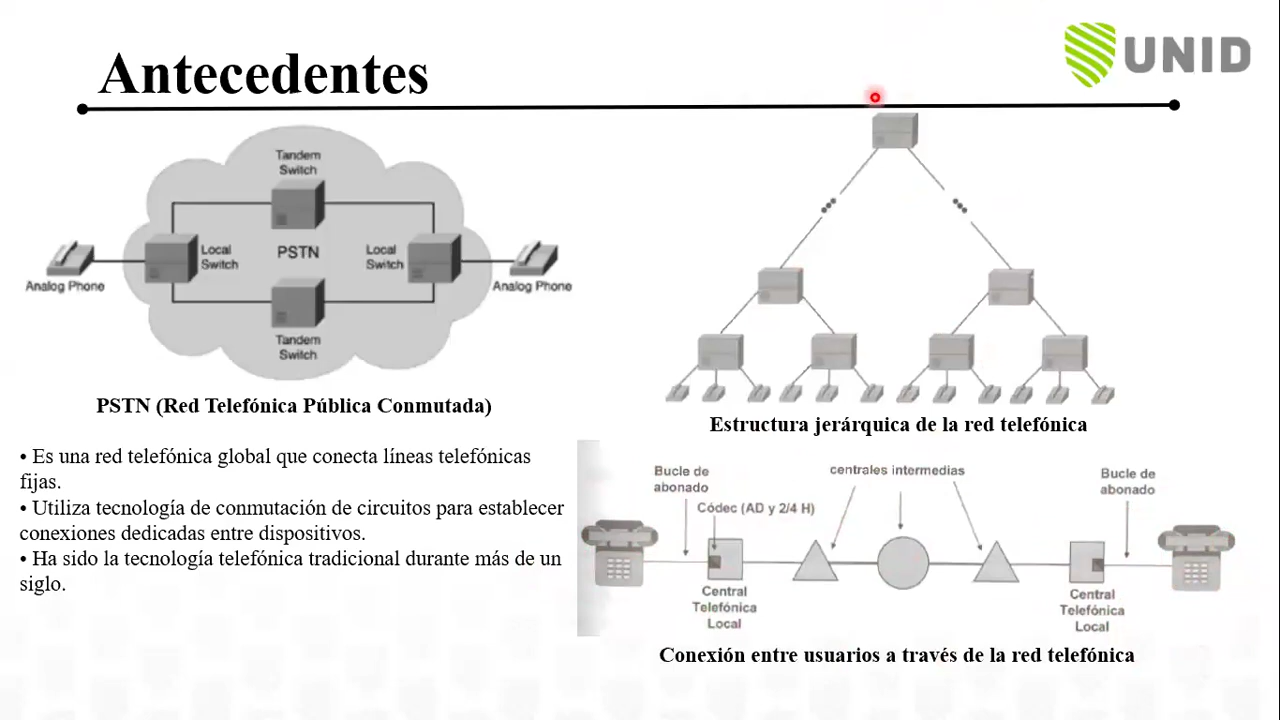 Antecedentes
UNID
Tandem
Switch
Local
Switch
PSTN
Local
Switch
Analog Phone
Analog Phone
Tandem
Switch
PSTN (Red Telefónica Pública Conmutada)
• Es una red telefónica global que conecta líneas telefónicas
fijas.
• Utiliza tecnología de conmutación de circuitos para establecer
conexiones dedicadas entre dispositivos.
• Ha sido la tecnología telefónica tradicional durante más de un
siglo.
Estructura jerárquica de la red telefónica
Bucle de
abonado
Códec (AD y 2/4 H)
centrales intermedias
Bucle de
abonado
Central
Telefónica
Local
Central
Telefónica
Local
Conexión entre usuarios a través de la red telefónica